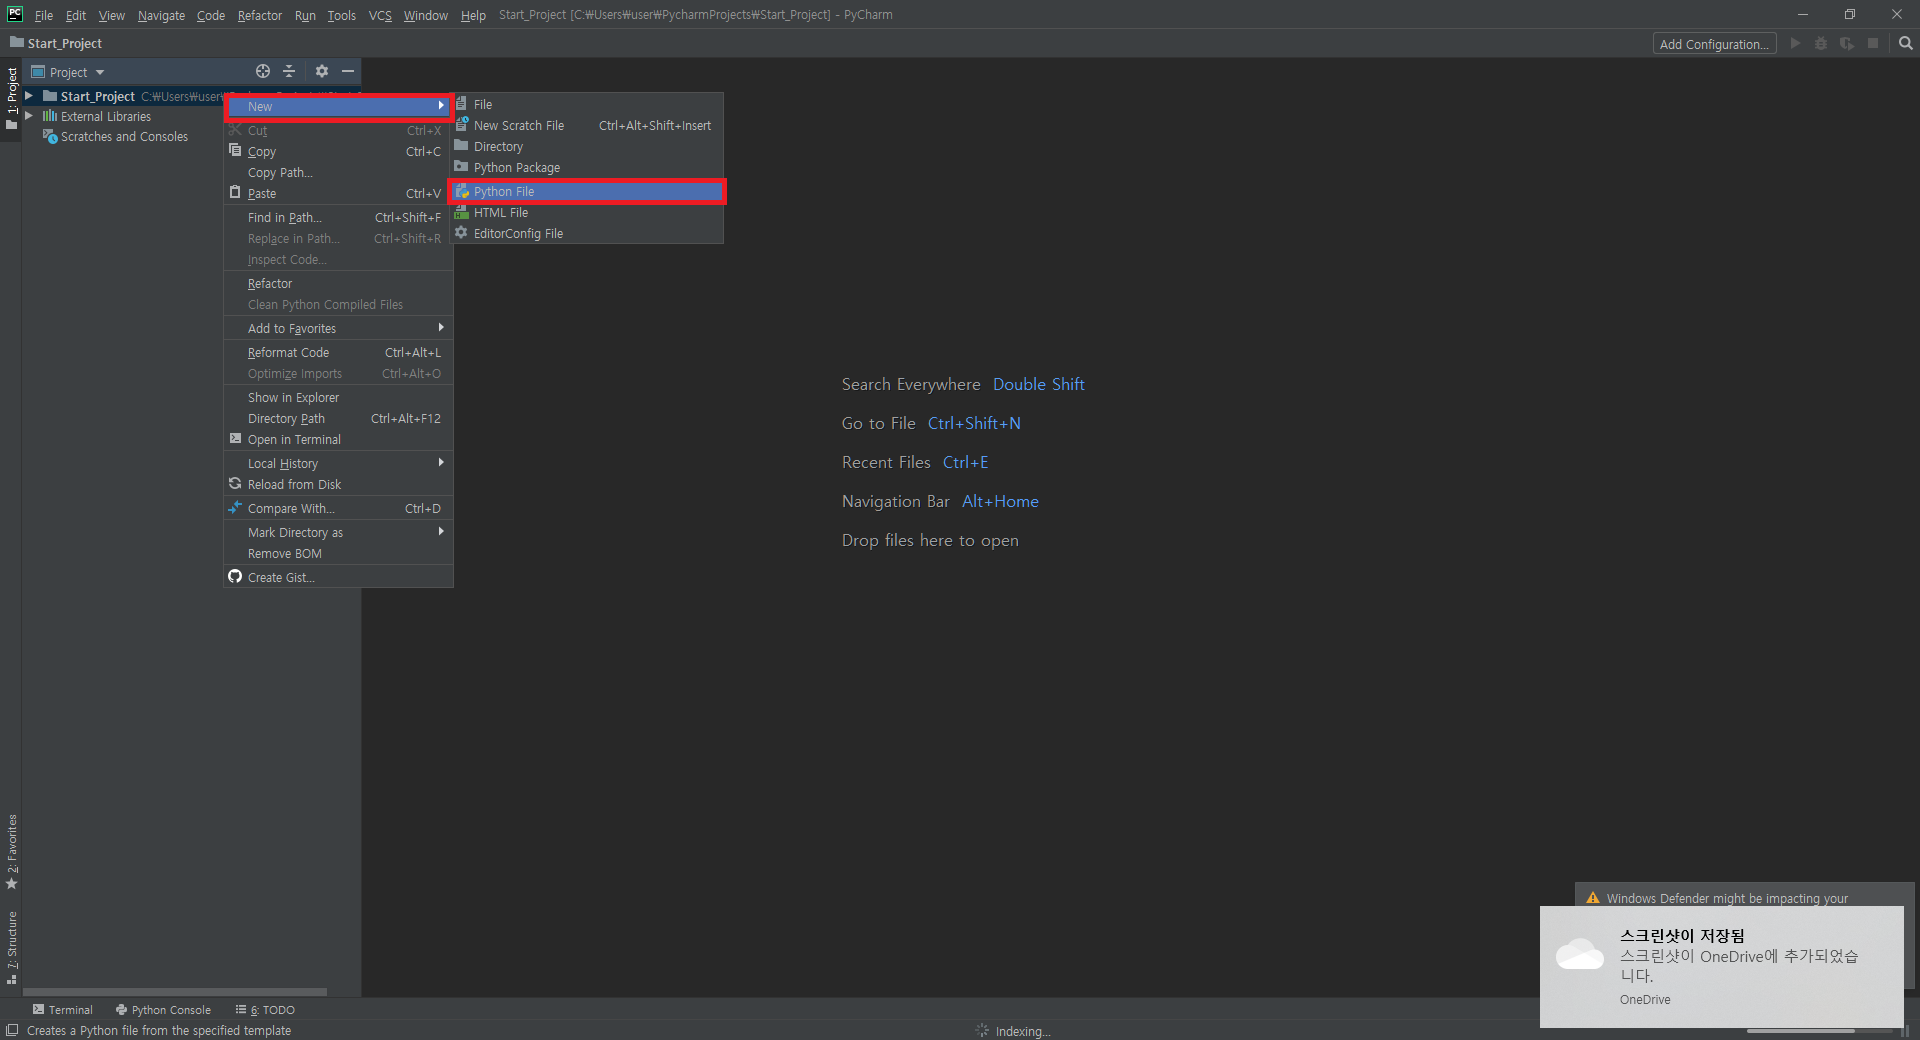 PC File Edit View Navigate Code Refactor Run Tools VCS Window Help Start_Project [C:₩Users₩user₩PycharmProjects₩Start_Project] - PyCharm
Start_Project
Add Configuration...
1: Project
Project
Start_Project C:₩Users₩user₩
External Libraries
Scratches and Consoles
New
Cut Ctrl+X
Copy Ctrl+C
Copy Path...
Paste Ctrl+V
Find in Path... Ctrl+Shift+F
Replace in Path... Ctrl+Shift+R
Inspect Code...
Refactor
Clean Python Compiled Files
Add to Favorites
Reformat Code Ctrl+Alt+L
Optimize Imports Ctrl+Alt+O
Show in Explorer
Directory Path Ctrl+Alt+F12
Open in Terminal
Local History
Reload from Disk
Compare With... Ctrl+D
Mark Directory as
Remove BOM
Create Gist...
File
New Scratch File Ctrl+Alt+Shift+Insert
Directory
Python Package
Python File
HTML File
EditorConfig File
Search Everywhere Double Shift
Go to File Ctrl+Shift+N
Recent Files Ctrl+E
Navigation Bar Alt+Home
Drop files here to open
2: Favorites
7: Structure
Windows Defender might be impacting your
스크린샷이 저장됨
스크린샷이 OneDrive에 추가되었습
니다.
OneDrive
Terminal Python Console 6: TODO
Creates a Python file from the specified template
Indexing...